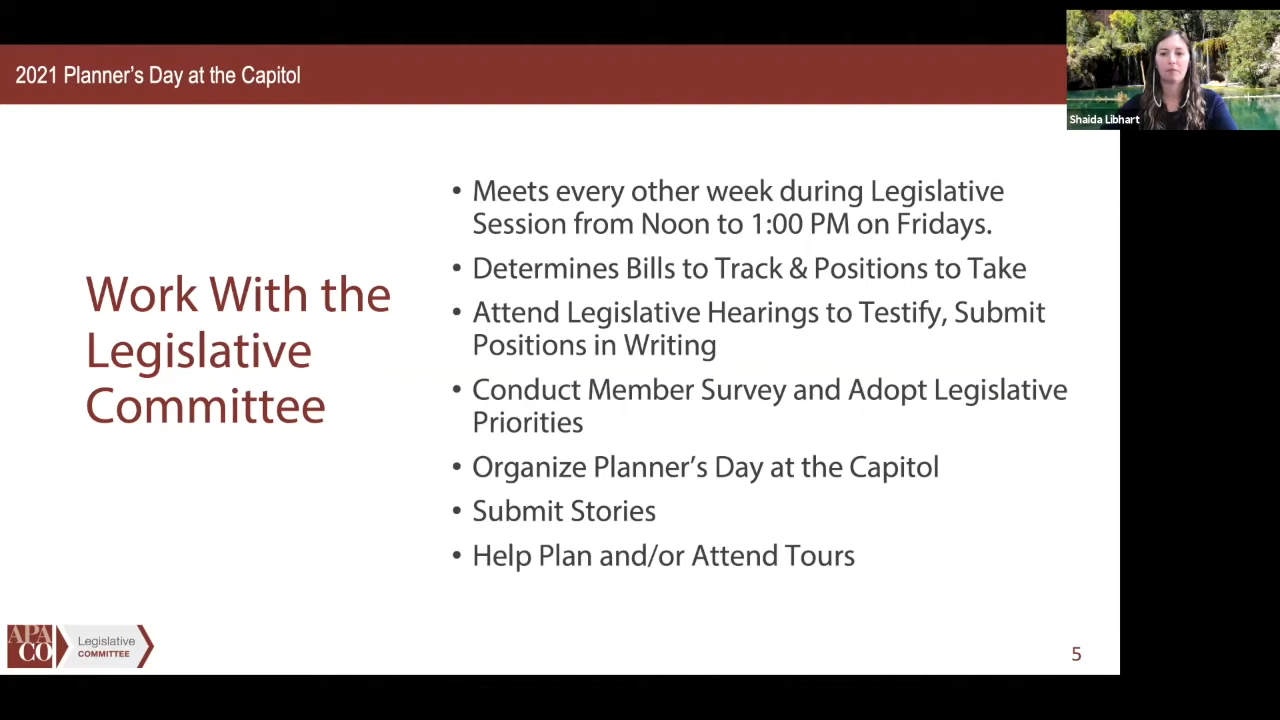 2021 Planner's Day at the Capitol
Shaida Libhart
Work With the
Legislative
Committee
• Meets every other week during Legislative
Session from Noon to 1:00 PM on Fridays.
• Determines Bills to Track & Positions to Take
• Attend Legislative Hearings to Testify, Submit
Positions in Writing
• Conduct Member Survey and Adopt Legislative
Priorities
• Organize Planner's Day at the Capitol
• Submit Stories
• Help Plan and/or Attend Tours
APA
CO
Legislative
COMMITTEE
5